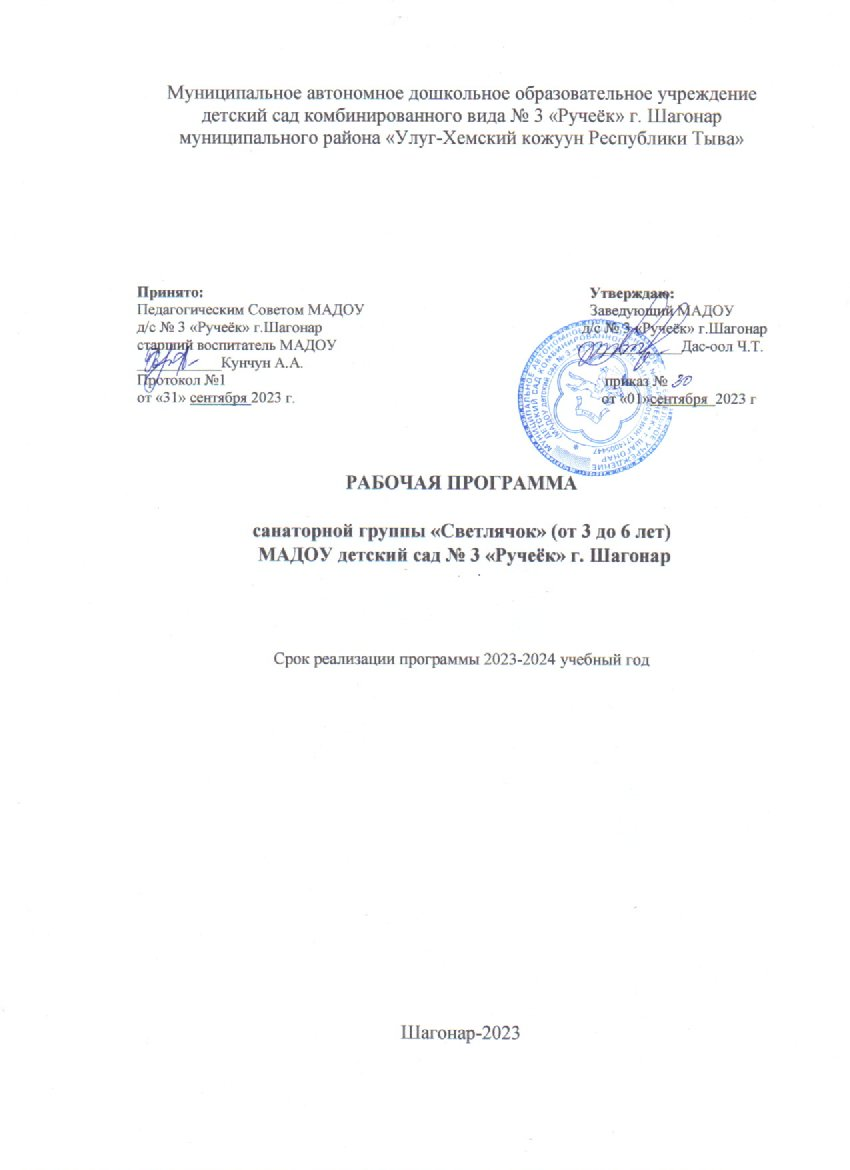 Муниципальное автономное дошкольное образовательное учреждение
детский сад комбинированного вида № 3 «Ручеёк» г. Шагонар
муниципального района «Улуг-Хемский кожуун Республики Тыва»
Принято:
Педагогическим Советом МАДОУ
д/с № 3 «Ручеёк» г.Шагонар
старший воспитатель МАДОУ
Кунчун А.А.
Протокол №1
от «31» сентября 2023 г.
Утверждаю:
Заведующий МАДОУ
д/с № 3 «Ручеёк» г.Шагонар
Дас-оол Ч.Т.
приказ № 30
от «01»сентября 2023 г
РАБОЧАЯ ПРОГРАММА
санаторной группы «Светлячок» (от 3 до 6 лет)
МАДОУ детский сад № 3 «Ручеёк» г. Шагонар
Срок реализации программы 2023-2024 учебный год
Шагонар-2023